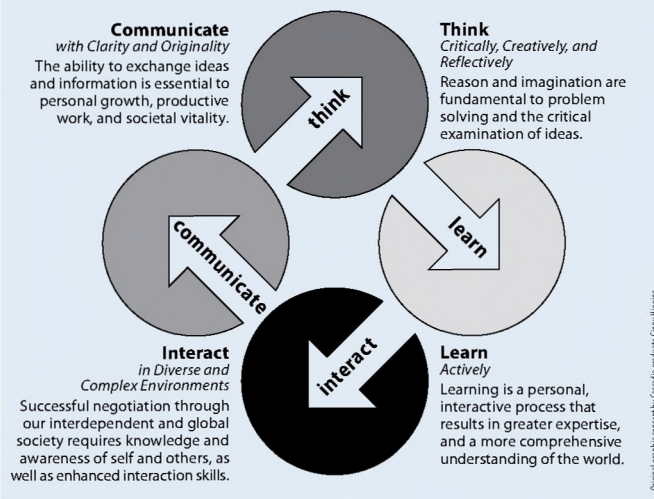 Communicate
with Clarity and Originality
The ability to exchange ideas
and information is essential to
personal growth, productive
work, and societal vitality.
Think
Critically, Creatively, and
Reflectively
Reason and imagination are
fundamental to problem
solving and the critical
examination of ideas.
think
learn
communicate
interact
Interact
in Diverse and
Complex Environments
Successful negotiation through
our interdependent and global
society requires knowledge and
awareness of self and others, as
well as enhanced interaction skills.
Learn
Actively
Learning is a personal,
interactive process that
results in greater expertise,
and a more comprehensive
understanding of the world.